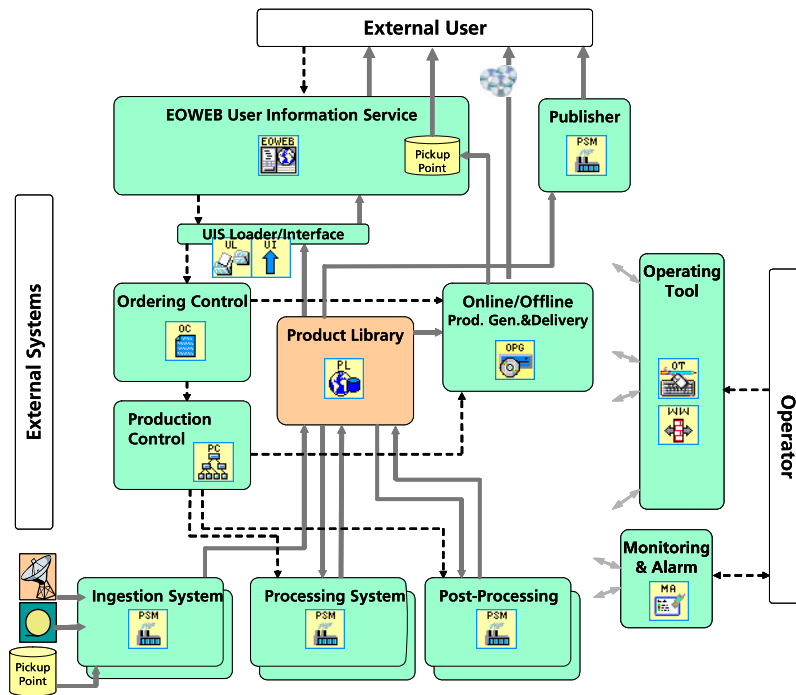 External User
EOWEB User Information Service
EOWEB
Pickup
Point
Publisher
PSM
UIS Loader/Interface
UL
UI
External Systems
Ordering Control
OC
Product Library
PL
Online/Offline
Prod. Gen.&Delivery
OPG
Operating
Tool
OT
WW
Operator
Production
Control
PC
Monitoring
& Alarm
MA
Ingestion System
PSM
Processing System
PSM
Post-Processing
PSM
Pickup
Point